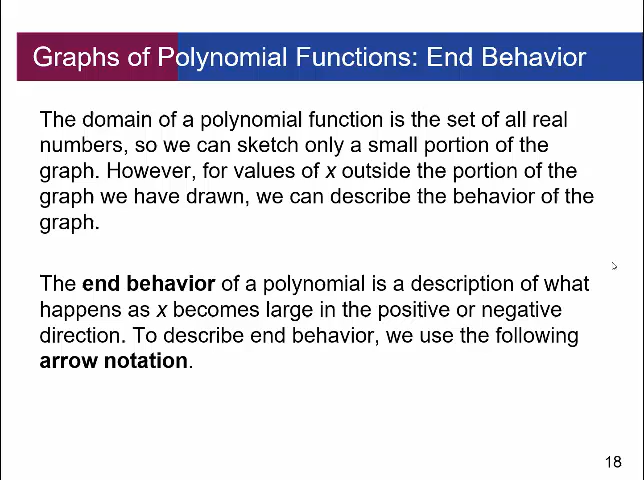 Graphs of Polynomial Functions: End Behavior
The domain of a polynomial function is the set of all real
numbers, so we can sketch only a small portion of the
graph. However, for values of x outside the portion of the
graph we have drawn, we can describe the behavior of the
graph.
The end behavior of a polynomial is a description of what
happens as x becomes large in the positive or negative
direction. To describe end behavior, we use the following
arrow notation.
18